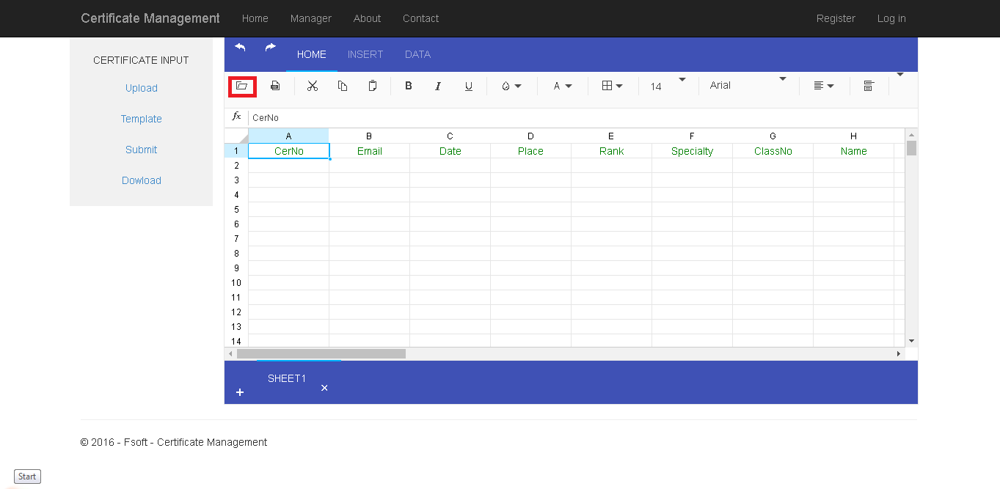 Certificate Management Home Manager About Contact Register Log in
CERTIFICATE INPUT
Upload
Template
Submit
Dowload
HOME INSERT DATA
B I U A 14 Arial
fx CerNo
A B C D E F G H
1 CerNo Email Date Place Rank Specialty ClassNo Name
2
3
4
5
6
7
8
9
10
11
12
13
14
SHEET1
© 2016 - Fsoft - Certificate Management
Start